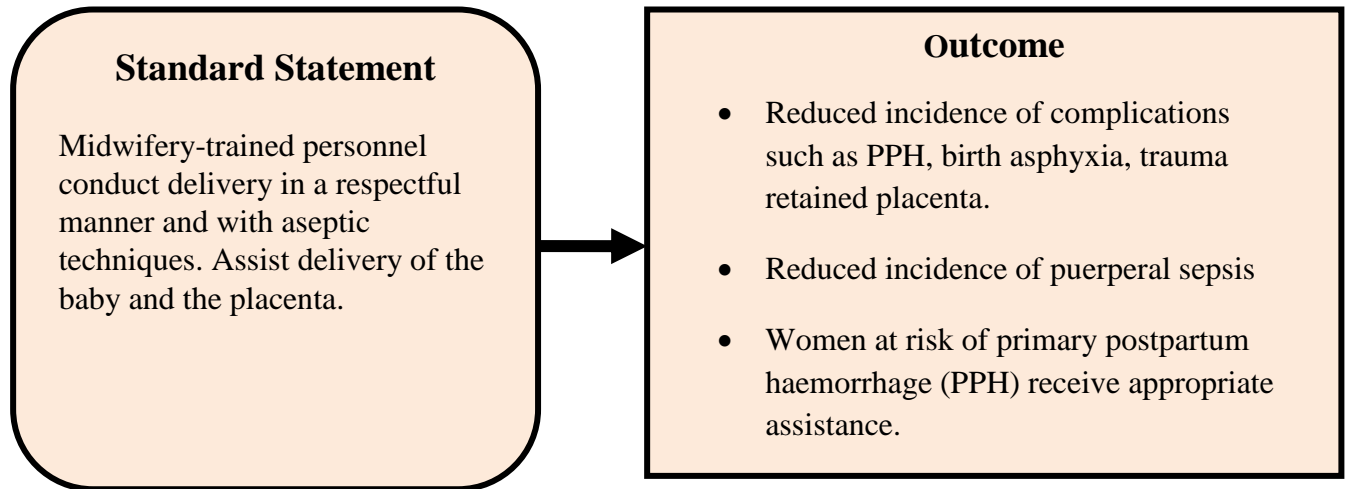 Standard Statement
Midwifery-trained personnel
conduct delivery in a respectful
manner and with aseptic
techniques. Assist delivery of the
baby and the placenta.
Outcome
• Reduced incidence of complications
such as PPH, birth asphyxia, trauma
retained placenta.
• Reduced incidence of puerperal sepsis
• Women at risk of primary postpartum
haemorrhage (PPH) receive appropriate
assistance.